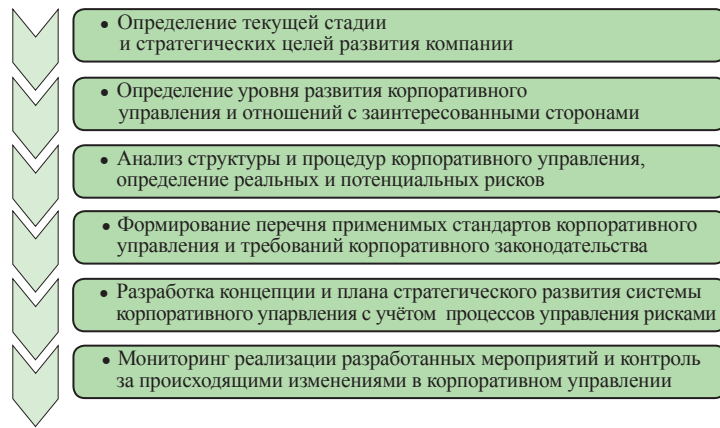 • Определение текущей стадии
и стратегических целей развития компании
• Определение уровня развития корпоративного
управления и отношений с заинтересованными сторонами
• Анализ структуры и процедур корпоративного управления,
определение реальных и потенциальных рисков
• Формирование перечня применимых стандартов корпоративного
управления и требований корпоративного законодательства
• Разработка концепции и плана стратегического развития системы
корпоративного упарвления с учётом процессов управления рисками
• Мониторинг реализации разработанных мероприятий и контроль
за происходящими изменениями в корпоративном управлении